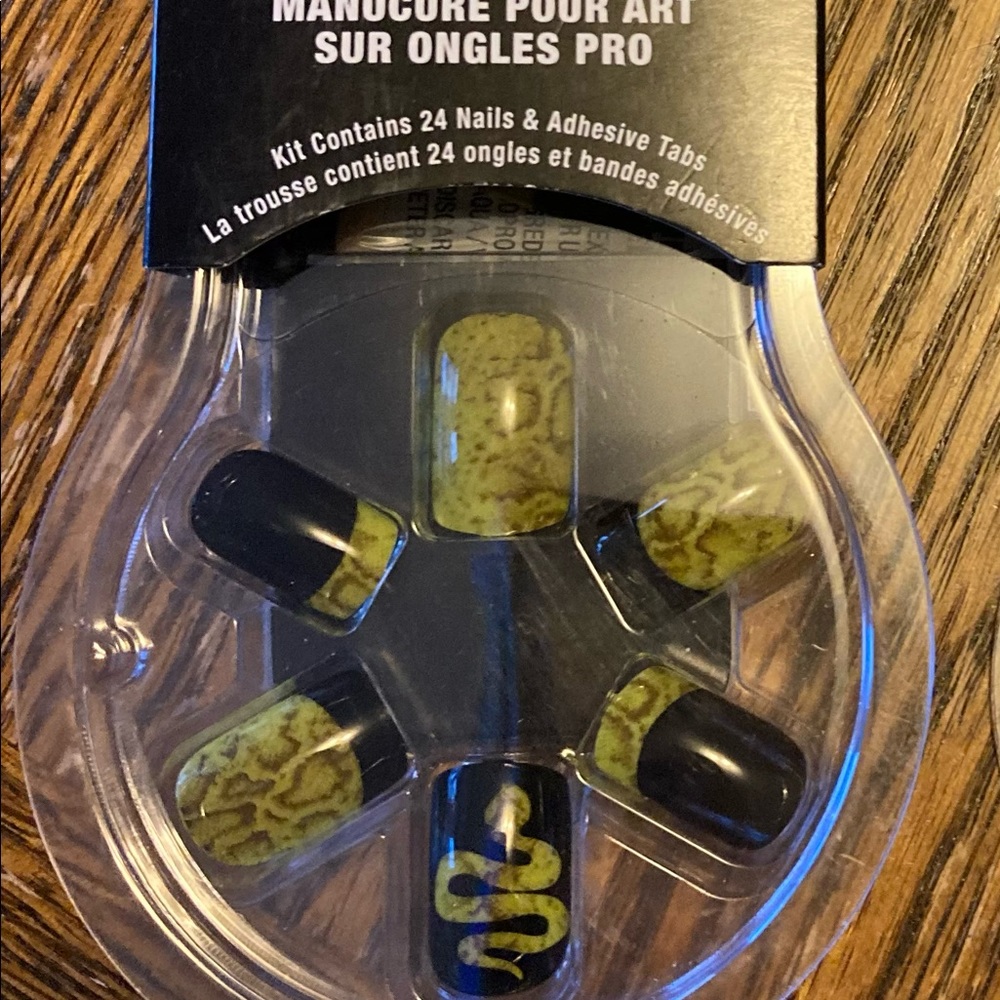 MANUCURE POUR ART
SUR ONGLES PRO
Kit Contains 24 Nails & Adhesive Tabs
La trousse contient 24 ongles et bandes adhésives